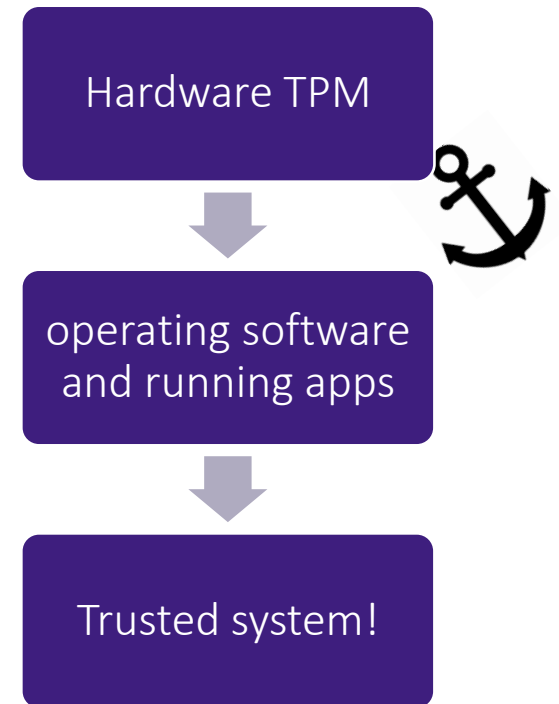 Hardware TPM
operating software
and running apps
Trusted system!